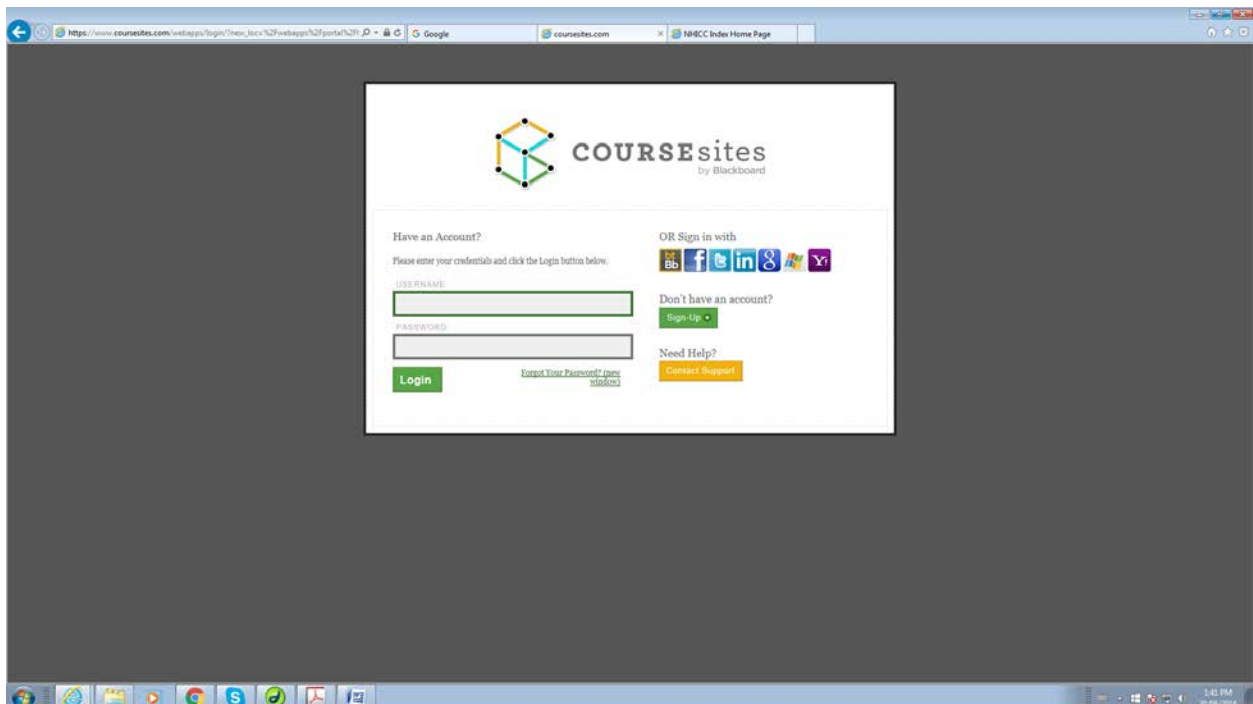 https://www.coursesites.com/webapps/login/?new_loc=%2Fwebapps%2Fportal%2Ff
Google
coursesites.com
NHICC Index Home Page
COURSEsites
by Blackboard
Have an Account?
Please enter your credentials and click the Login button below.
USERNAME
PASSWORD
Login
Forgot Your Password? (new
window)
OR Sign in with
Bb
f
in
8
Y!
Don't have an account?
Sign-Up
Need Help?
Contact Support
1:41 PM